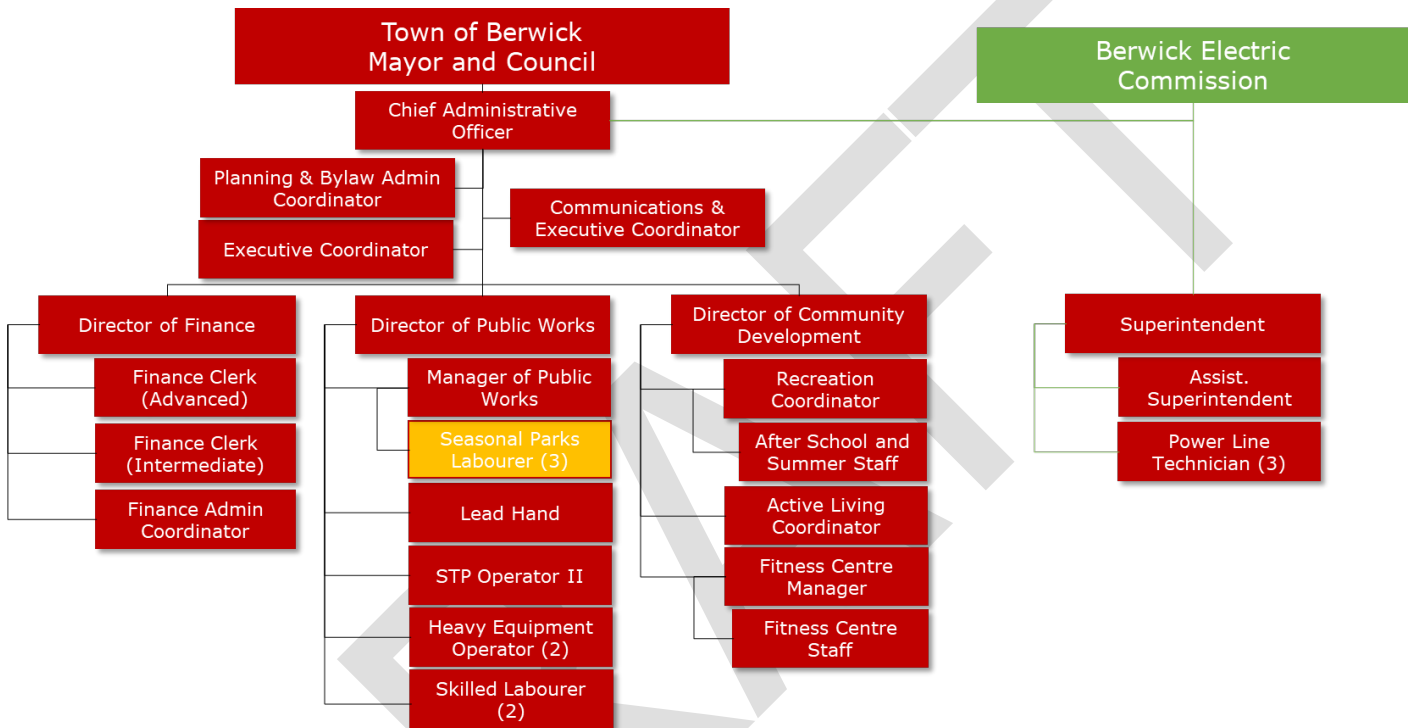 Town of Berwick
Mayor and Council
Berwick Electric
Commission
Chief Administrative
Officer
Planning & Bylaw Admin
Coordinator
Communications &
Executive Coordinator
Executive Coordinator
Director of Finance
Finance Clerk
(Advanced)
Finance Clerk
(Intermediate)
Finance Admin
Coordinator
Director of Public Works
Manager of Public
Works
Seasonal Parks
Labourer (3)
Lead Hand
STP Operator II
Heavy Equipment
Operator (2)
Skilled Labourer
(2)
Director of Community
Development
Recreation
Coordinator
After School and
Summer Staff
Active Living
Coordinator
Fitness Centre
Manager
Fitness Centre
Staff
Superintendent
Assist.
Superintendent
Power Line
Technician (3)